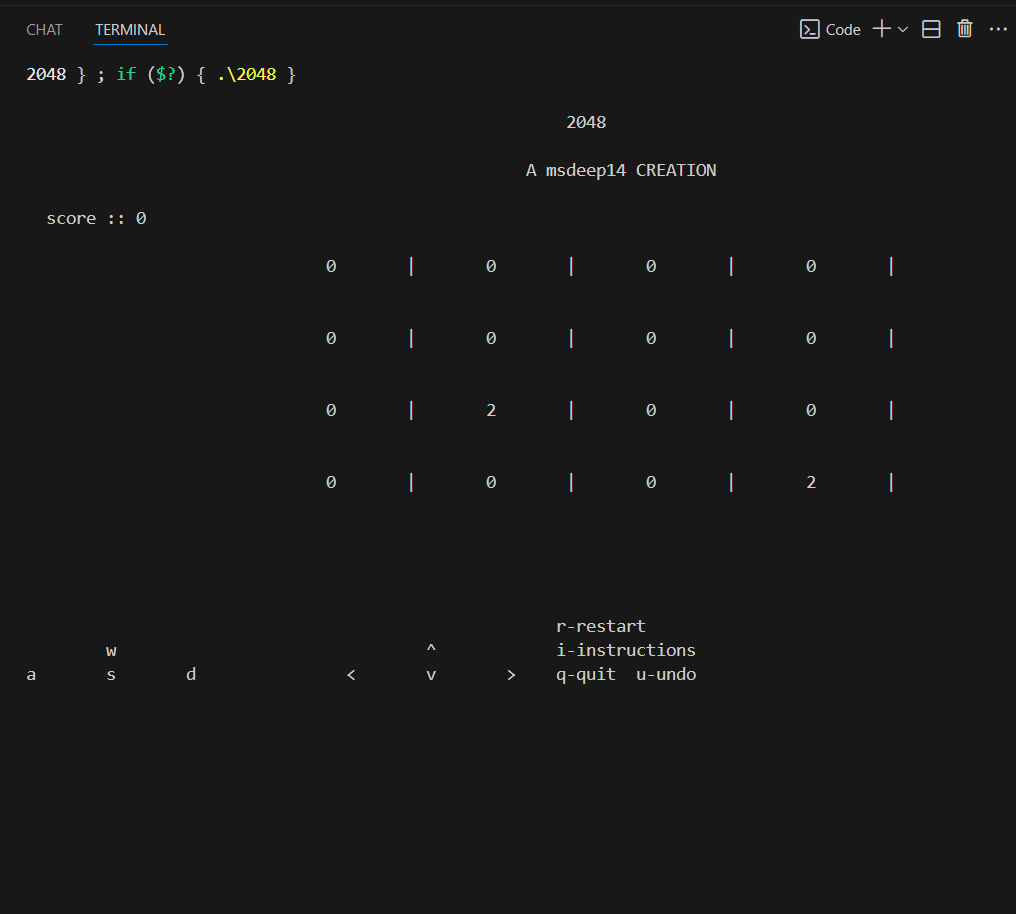 CHAT TERMINAL Code
2048 } ; if ($?) { .\2048 }
2048
A msdeep14 CREATION
score :: 0
0 | 0 | 0 | 0 |
0 | 0 | 0 | 0 |
0 | 2 | 0 | 0 |
0 | 0 | 0 | 2 |
r-restart
w ^ i-instructions
a s d < v > q-quit u-undo